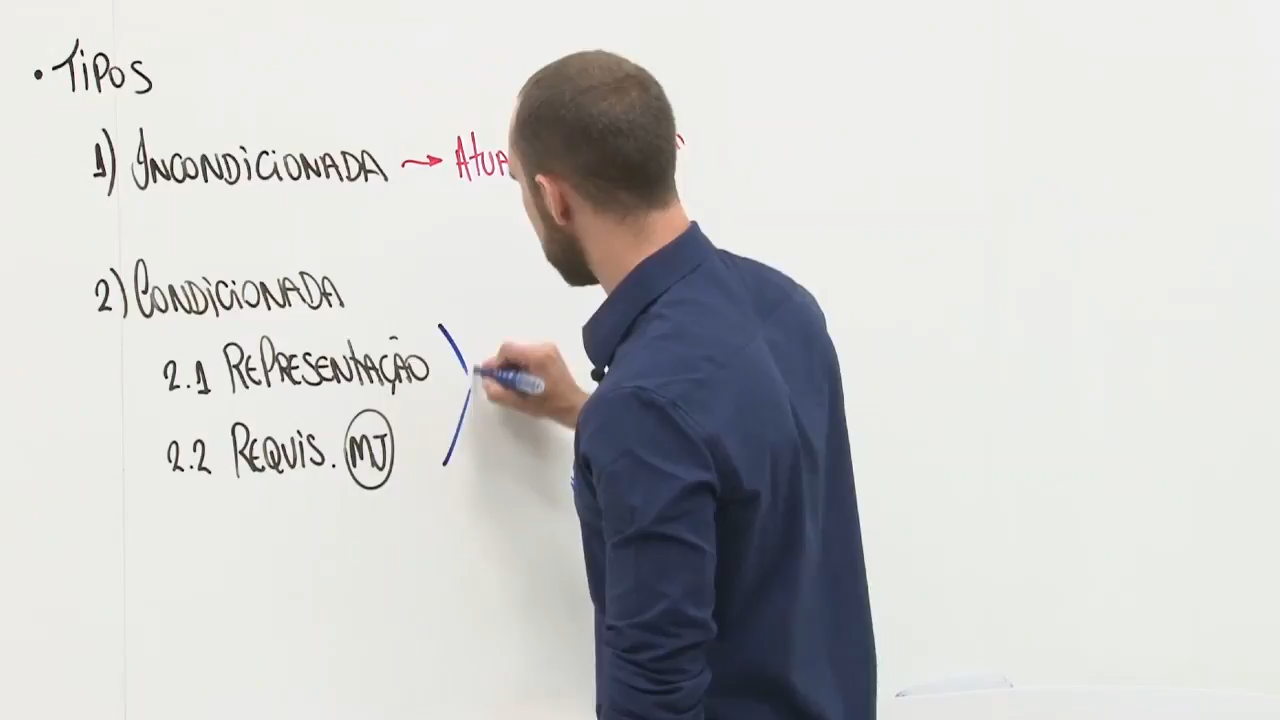 • TIPOS
1) INCONDICIONADA → ATUA
2) CONDICIONADA
2.1 REPRESENTAÇÃO
2.2 REQUIS. MJ